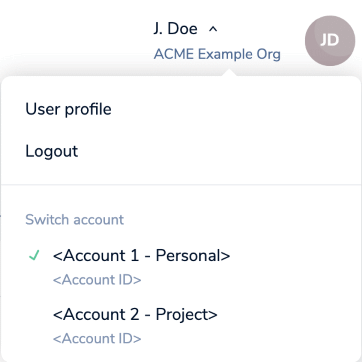 J. Doe
ACME Example Org
JD
User profile
Logout
Switch account
<Account 1 - Personal>
<Account ID>
<Account 2 - Project>
<Account ID>